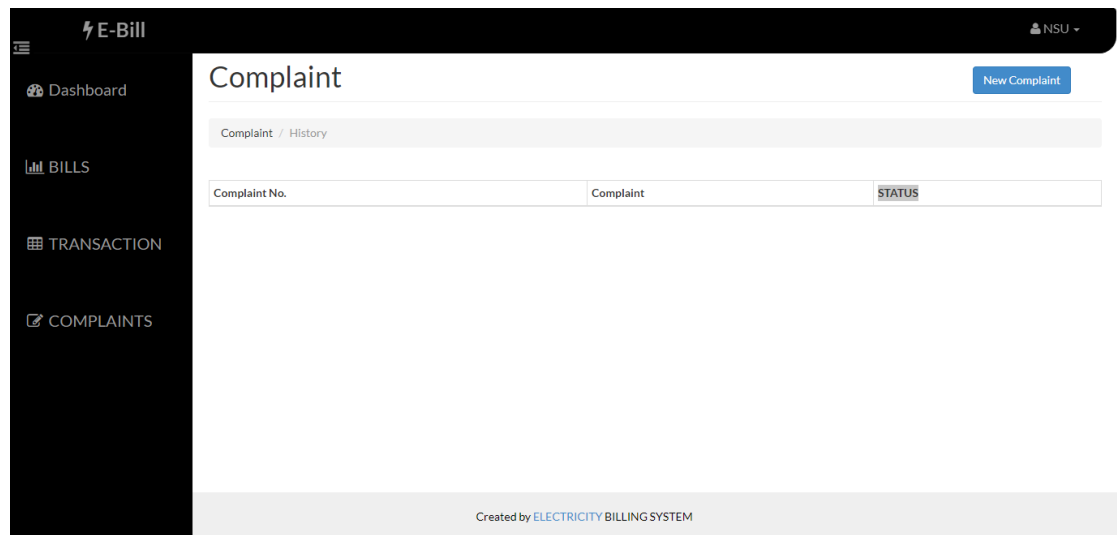 E-Bill
NSU
Dashboard
BILLS
TRANSACTION
COMPLAINTS
Complaint
New Complaint
Complaint / History
Complaint No. Complaint STATUS
Created by ELECTRICITY BILLING SYSTEM